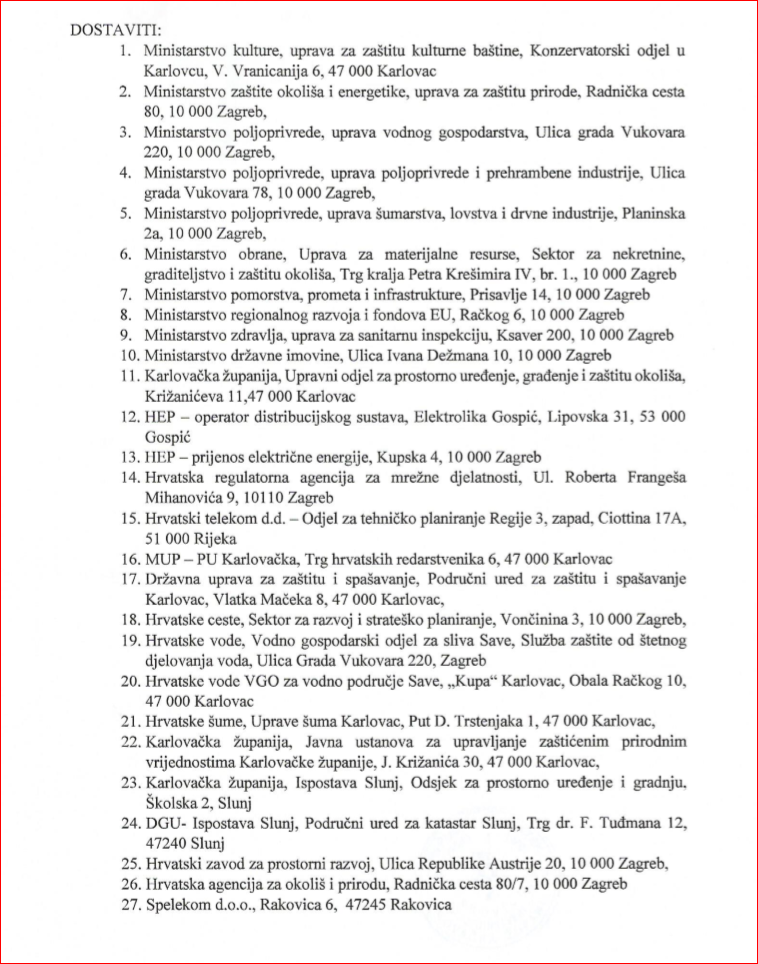 DOSTAVITI:
1. Ministarstvo kulture, uprava za zaštitu kulturne baštine, Konzervatorski odjel u
Karlovcu, V. Vranicanija 6, 47 000 Karlovac
2. Ministarstvo zaštite okoliša i energetike, uprava za zaštitu prirode, Radnička cesta
80, 10 000 Zagreb,
3. Ministarstvo poljoprivrede, uprava vodnog gospodarstva, Ulica grada Vukovara
220, 10 000 Zagreb,
4. Ministarstvo poljoprivrede, uprava poljoprivrede i prehrambene industrije, Ulica
grada Vukovara 78, 10 000 Zagreb,
5. Ministarstvo poljoprivrede, uprava šumarstva, lovstva i drvne industrije, Planinska
2a, 10 000 Zagreb,
6. Ministarstvo obrane, Uprava za materijalne resurse, Sektor za nekretnine,
graditeljstvo i zaštitu okoliša, Trg kralja Petra Krešimira IV, br. 1., 10 000 Zagreb
7. Ministarstvo pomorstva, prometa i infrastrukture, Prisavlje 14, 10 000 Zagreb
8. Ministarstvo regionalnog razvoja i fondova EU, Račkog 6, 10 000 Zagreb
9. Ministarstvo zdravlja, uprava za sanitarnu inspekciju, Ksaver 200, 10 000 Zagreb
10. Ministarstvo državne imovine, Ulica Ivana Dežmana 10, 10 000 Zagreb
11. Karlovačka županija, Upravni odjel za prostorno uređenje, građenje i zaštitu okoliša,
Križanićeva 11,47 000 Karlovac
12. HEP – operator distribucijskog sustava, Elektrolika Gospić, Lipovska 31, 53 000
Gospić
13. HEP – prijenos električne energije, Kupska 4, 10 000 Zagreb
14. Hrvatska regulatorna agencija za mrežne djelatnosti, Ul. Roberta Frangeša
Mihanovića 9, 10110 Zagreb
15. Hrvatski telekom d.d. – Odjel za tehničko planiranje Regije 3, zapad, Ciottina 17A,
51 000 Rijeka
16. MUP – PU Karlovačka, Trg hrvatskih redarstvenika 6, 47 000 Karlovac
17. Državna uprava za zaštitu i spašavanje, Područni ured za zaštitu i spašavanje
Karlovac, Vlatka Mačeka 8, 47 000 Karlovac,
18. Hrvatske ceste, Sektor za razvoj i strateško planiranje, Vončinina 3, 10 000 Zagreb,
19. Hrvatske vode, Vodno gospodarski odjel za sliva Save, Služba zaštite od štetnog
djelovanja voda, Ulica Grada Vukovara 220, Zagreb
20. Hrvatske vode VGO za vodno područje Save, „Kupa“ Karlovac, Obala Račkog 10,
47 000 Karlovac
21. Hrvatske šume, Uprave šuma Karlovac, Put D. Trstenjaka 1, 47 000 Karlovac,
22. Karlovačka županija, Javna ustanova za upravljanje zaštićenim prirodnim
vrijednostima Karlovačke županije, J. Križanića 30, 47 000 Karlovac,
23. Karlovačka županija, Ispostava Slunj, Odsjek za prostorno uređenje i gradnju,
Školska 2, Slunj
24. DGU- Ispostava Slunj, Područni ured za katastar Slunj, Trg dr. F. Tuđmana 12,
47240 Slunj
25. Hrvatski zavod za prostorni razvoj, Ulica Republike Austrije 20, 10 000 Zagreb,
26. Hrvatska agencija za okoliš i prirodu, Radnička cesta 80/7, 10 000 Zagreb
27. Spelekom d.o.o., Rakovica 6, 47245 Rakovica